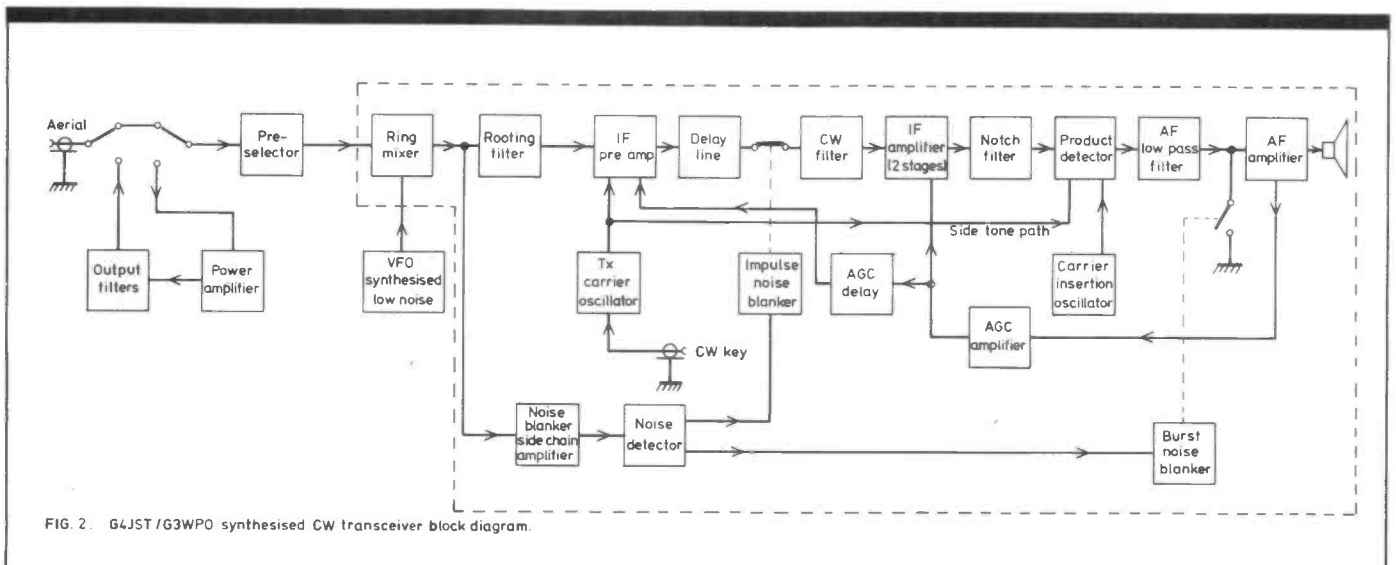 Aerial
Pre-
selector
Ring
mixer
Rooting
filter
IF
pre amp
Delay
line
CW
filter
IF
amplifier
(2 stages)
Notch
filter
Product
detector
AF
low pass
filter
AF
amplifier
Side tone path
Output
filters
Power
amplifier
VFO
synthesised
low noise
Tx
carrier
oscillator
Impulse
noise
blanker
AGC
delay
Carrier
insertion
oscillator
AGC
amplifier
CW key
Noise
blanker
side chain
amplifier
Noise
detector
Burst
noise
blanker
FIG. 2. G4JST/G3WPO synthesised CW transceiver block diagram.